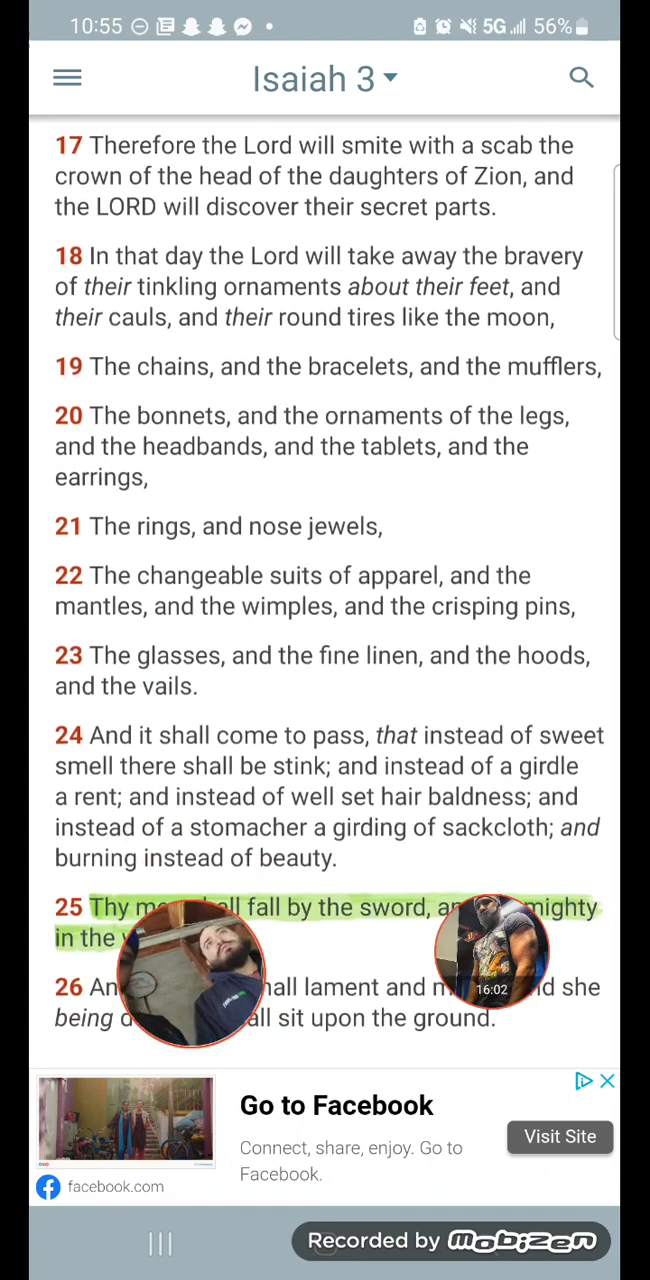 10:55 56%
5G
Isaiah 3
17 Therefore the Lord will smite with a scab the
crown of the head of the daughters of Zion, and
the LORD will discover their secret parts.
18 In that day the Lord will take away the bravery
of their tinkling ornaments about their feet, and
their cauls, and their round tires like the moon,
19 The chains, and the bracelets, and the mufflers,
20 The bonnets, and the ornaments of the legs,
and the headbands, and the tablets, and the
earrings,
21 The rings, and nose jewels,
22 The changeable suits of apparel, and the
mantles, and the wimples, and the crisping pins,
23 The glasses, and the fine linen, and the hoods,
and the vails.
24 And it shall come to pass, that instead of sweet
smell there shall be stink; and instead of a girdle
a rent; and instead of well set hair baldness; and
instead of a stomacher a girding of sackcloth; and
burning instead of beauty.
25 Thy fall by the sword, mighty
in the
26 lament and she
being sit upon the ground.
16:02
Go to Facebook
Connect, share, enjoy. Go to
Facebook.
Visit Site
facebook.com
Recorded by mobizen